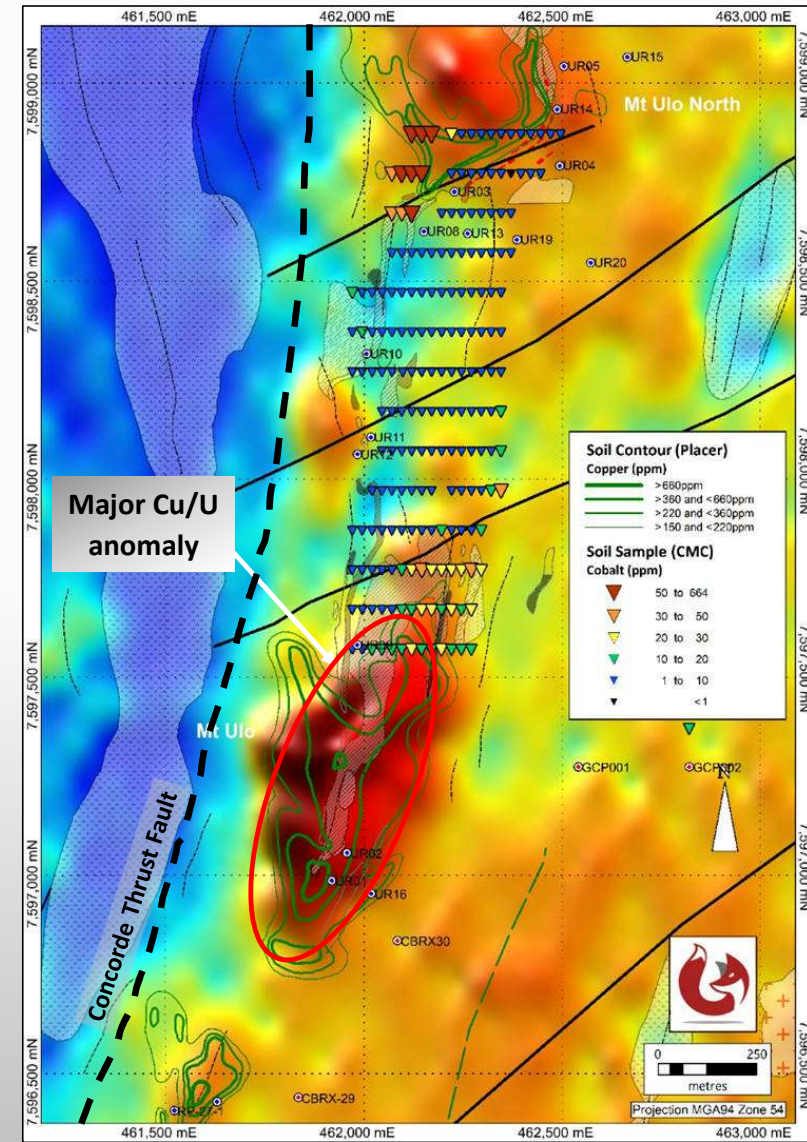 461,500 mE
462,000 mE
462,500 mE
463,000 mE
7,599,000 mN
7,598,500 mN
7,598,000 mN
7,597,500 mN
7,597,000 mN
7,596,500 mN
UR15
UR05
UR14
Mt Ulo North
UR04
UR03
UR08
UR13
UR19
UR20
UR10
UR11
UR12
Major Cu/U
anomaly
Soil Contour (Placer)
Copper (ppm)
>660ppm
>360 and <660ppm
>220 and <360ppm
>150 and <220ppm
Soil Sample (CMC)
Cobalt (ppm)
50 to 664
30 to 50
20 to 30
10 to 20
1 to 10
<1
Mt Ulo
GCP001
GCP002
N
UR02
UR01
UR16
CBRX30
Concorde Thrust Fault
CBRX-29
0
250
metres
Projection MGA94 Zone 54
461,500 mE
462,000 mE
462,500 mE
463,000 mE